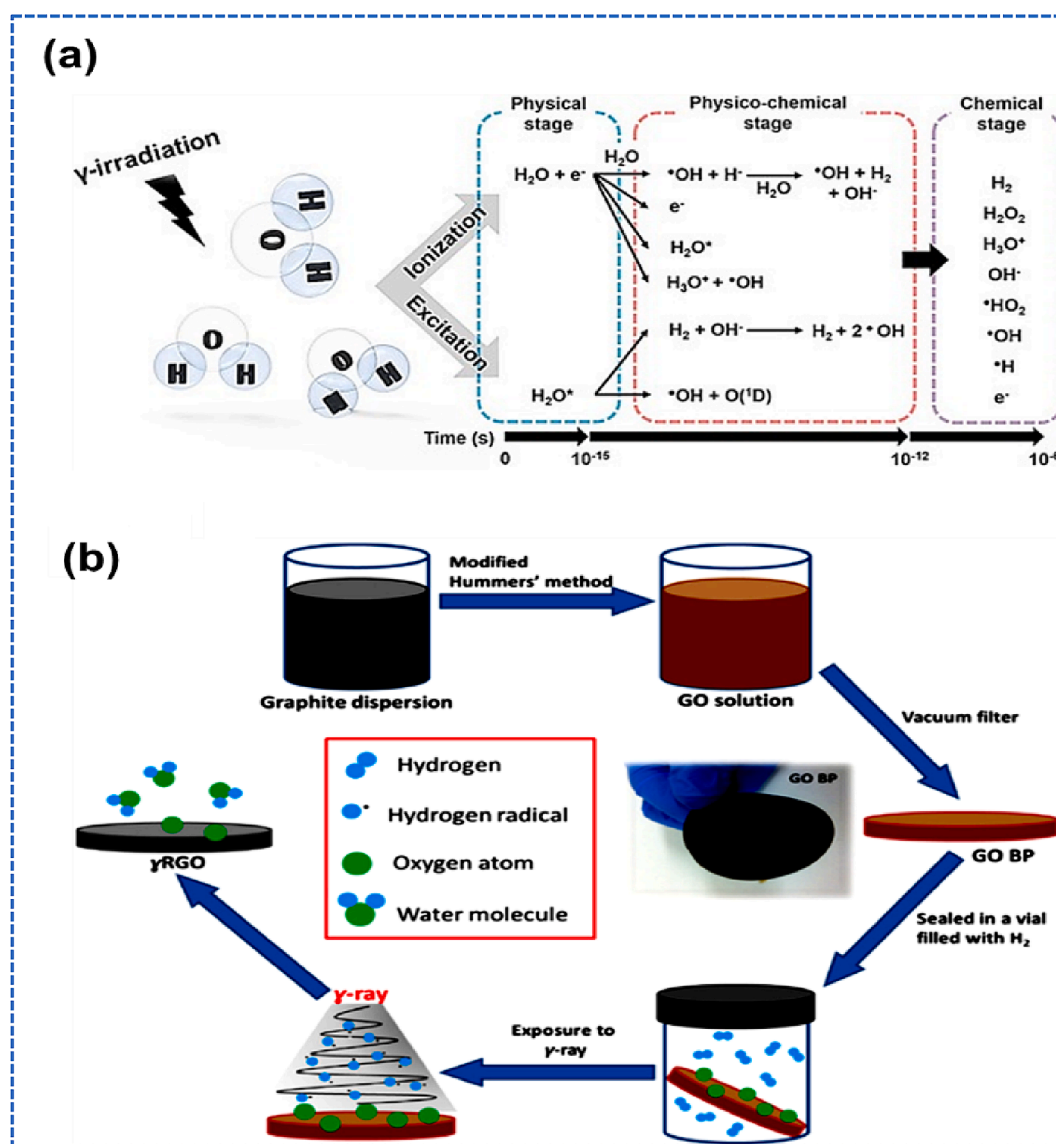 (a)
γ-irradiation
H
O
H
O
H
H
O
H
Ionization
Excitation
Physical
stage
H₂O + e⁻
H₂O*
Physico-chemical
stage
H₂O
•OH + H⁻
H₂O
•OH + H₂
+ OH⁻
e⁻
H₂O⁺
H₃O⁺ + •OH
H₂ + OH⁻
H₂ + 2 •OH
•OH + O(¹D)
Chemical
stage
H₂
H₂O₂
H₃O⁺
OH⁻
•HO₂
•OH
•H
e⁻
Time (s)
0
10⁻¹⁵
10⁻¹²
(b)
Modified
Hummers’ method
Graphite dispersion
GO solution
Vacuum filter
Hydrogen
Hydrogen radical
Oxygen atom
Water molecule
GO BP
GO BP
γRGO
Sealed in a vial
filled with H₂
γ-ray
Exposure to
γ-ray